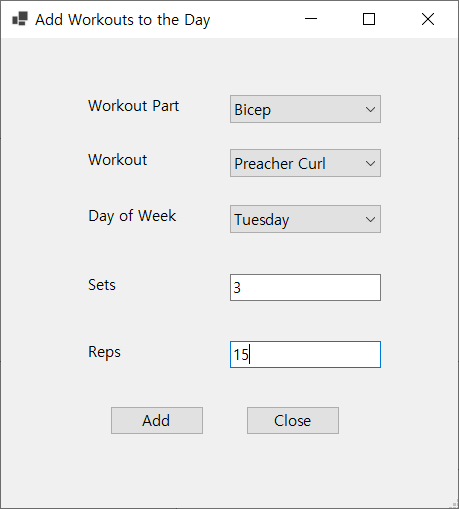 Add Workouts to the Day
Workout Part Bicep
Workout Preacher Curl
Day of Week Tuesday
Sets 3
Reps 15
Add Close